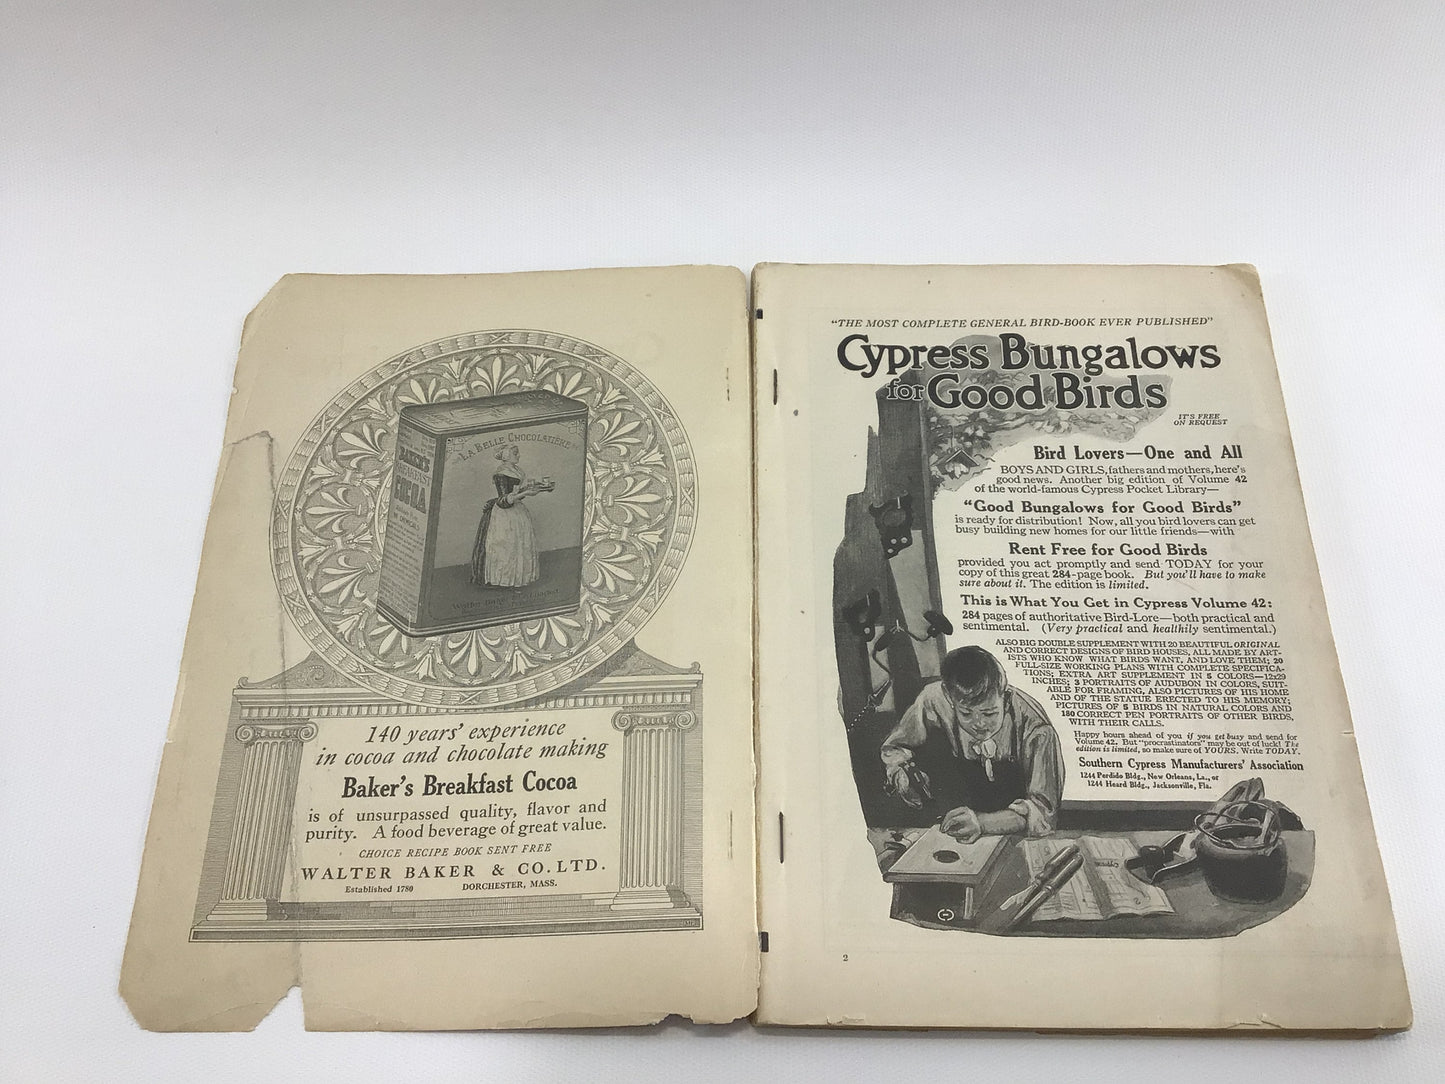 LA BELLE CHOCOLATIÈRE
BAKER'S
BREAKFAST
COCOA
140 years' experience
in cocoa and chocolate making
Baker's Breakfast Cocoa
is of unsurpassed quality, flavor and
purity. A food beverage of great value.
CHOICE RECIPE BOOK SENT FREE
WALTER BAKER & CO. LTD.
Established 1780 DORCHESTER, MASS.
"THE MOST COMPLETE GENERAL BIRD-BOOK EVER PUBLISHED"
Cypress Bungalows
for Good Birds
IT'S FREE
ON REQUEST
Bird Lovers—One and All
BOYS AND GIRLS, fathers and mothers, here's
good news. Another big edition of Volume 42
of the world-famous Cypress Pocket Library—
"Good Bungalows for Good Birds"
is ready for distribution! Now, all you bird lovers can get
busy building new homes for our little friends—with
Rent Free for Good Birds
provided you act promptly and send TODAY for your
copy of this great 284-page book. But you'll have to make
sure about it. The edition is limited.
This is What You Get in Cypress Volume 42:
284 pages of authoritative Bird-Lore—both practical and
sentimental. (Very practical and healthily sentimental.)
ALSO BIG DOUBLE SUPPLEMENT WITH 20 BEAUTIFUL ORIGINAL
AND CORRECT DESIGNS OF BIRD HOUSES, ALL MADE BY ART-
ISTS WHO KNOW WHAT BIRDS WANT, AND LOVE THEM; 20
FULL-SIZE WORKING PLANS WITH COMPLETE SPECIFICA-
TIONS; EXTRA ART SUPPLEMENT IN 5 COLORS—12x29
INCHES; 3 PORTRAITS OF AUDUBON IN COLORS, SUIT-
ABLE FOR FRAMING, ALSO PICTURES OF HIS HOME
AND OF THE STATUE ERECTED TO HIS MEMORY;
PICTURES OF 5 BIRDS IN NATURAL COLORS AND
180 CORRECT PEN PORTRAITS OF OTHER BIRDS,
WITH THEIR CALLS.
Happy hours ahead of you if you get busy and send for
Volume 42. But "procrastinators" may be out of luck! The
edition is limited, so make sure of YOURS. Write TODAY.
Southern Cypress Manufacturers' Association
1244 Perdido Bldg., New Orleans, La., or
1244 Heard Bldg., Jacksonville, Fla.
2